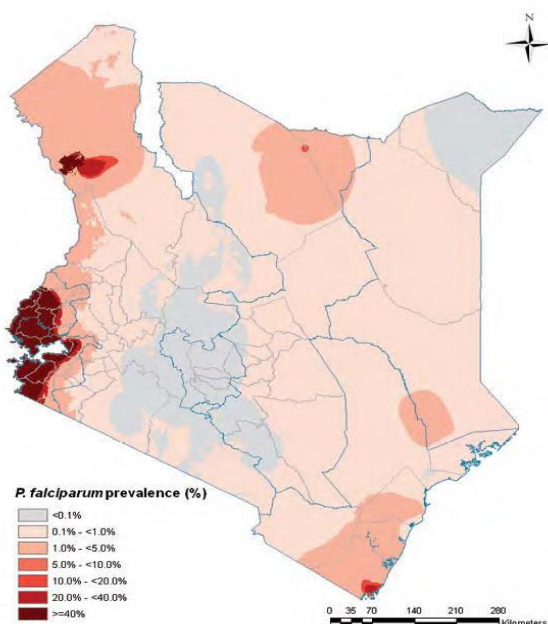 N
P. falciparum prevalence (%)
<0.1%
0.1% - <1.0%
1.0% - <5.0%
5.0% - <10.0%
10.0% - <20.0%
20.0% - <40.0%
>=40%
0 35 70 140 210 280
Kilometers